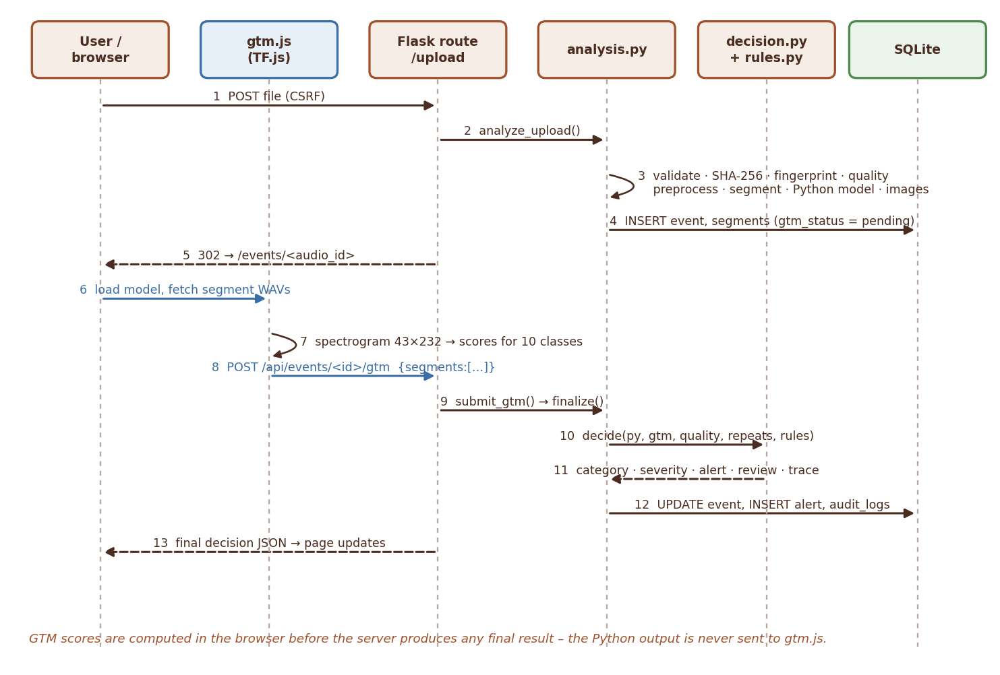 User /
browser
gtm.js
(TF.js)
Flask route
/upload
analysis.py
decision.py
+ rules.py
SQLite
1  POST file (CSRF)
2  analyze_upload()
3  validate · SHA-256 · fingerprint · quality
preprocess · segment · Python model · images
4  INSERT event, segments (gtm_status = pending)
5  302 → /events/<audio_id>
6  load model, fetch segment WAVs
7  spectrogram 43×232 → scores for 10 classes
8  POST /api/events/<id>/gtm  {segments:[…]}
9  submit_gtm() → finalize()
10  decide(py, gtm, quality, repeats, rules)
11  category · severity · alert · review · trace
12  UPDATE event, INSERT alert, audit_logs
13  final decision JSON → page updates
GTM scores are computed in the browser before the server produces any final result – the Python output is never sent to gtm.js.